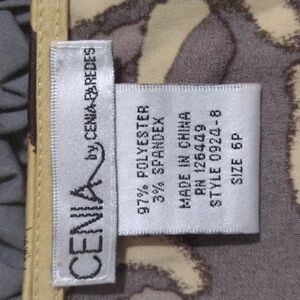 CENIA
by CENIA PAREDES
97% POLYESTER
3% SPANDEX
MADE IN CHINA
RN 126449
STYLE 0924-8
SIZE 6P